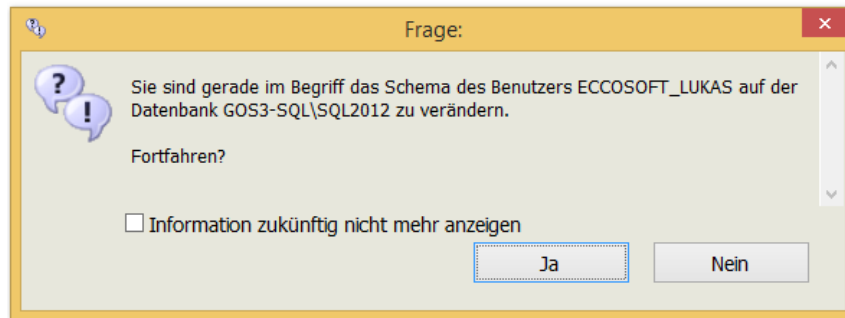 Frage:
Sie sind gerade im Begriff das Schema des Benutzers ECCOSOFT_LUKAS auf der
Datenbank GOS3-SQL\SQL2012 zu verändern.
Fortfahren?
Information zukünftig nicht mehr anzeigen
Ja
Nein